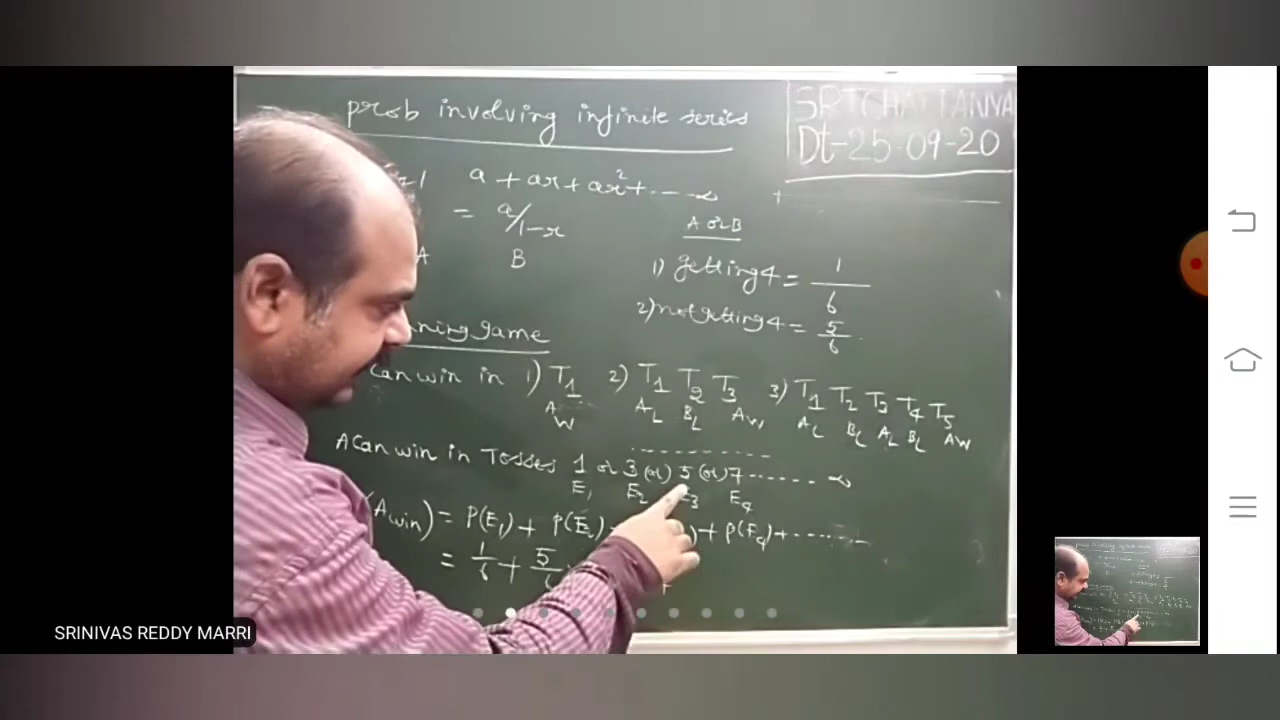 prob involving infinite series
SRI CHAITANYA
Dt-25-09-20
a + ar + ar² + ..... ∞
= a/1-r
A or B
A B
1) getting 4 = 1/6
2) not getting 4 = 5/6
game
can win in 1) T1 2) T1 T2 T3 3) T1 T2 T3 T4 T5
AW AL BL AW AL BL AL BL AW
A can win in Tosses 1 or 3 (or) 5 (or) 7 ....... ∞
E1 E2 E3 E4
(A win) = P(E1) + P(E2) + P(E4) + .......
= 1/6 + 5/6
SRINIVAS REDDY MARRI